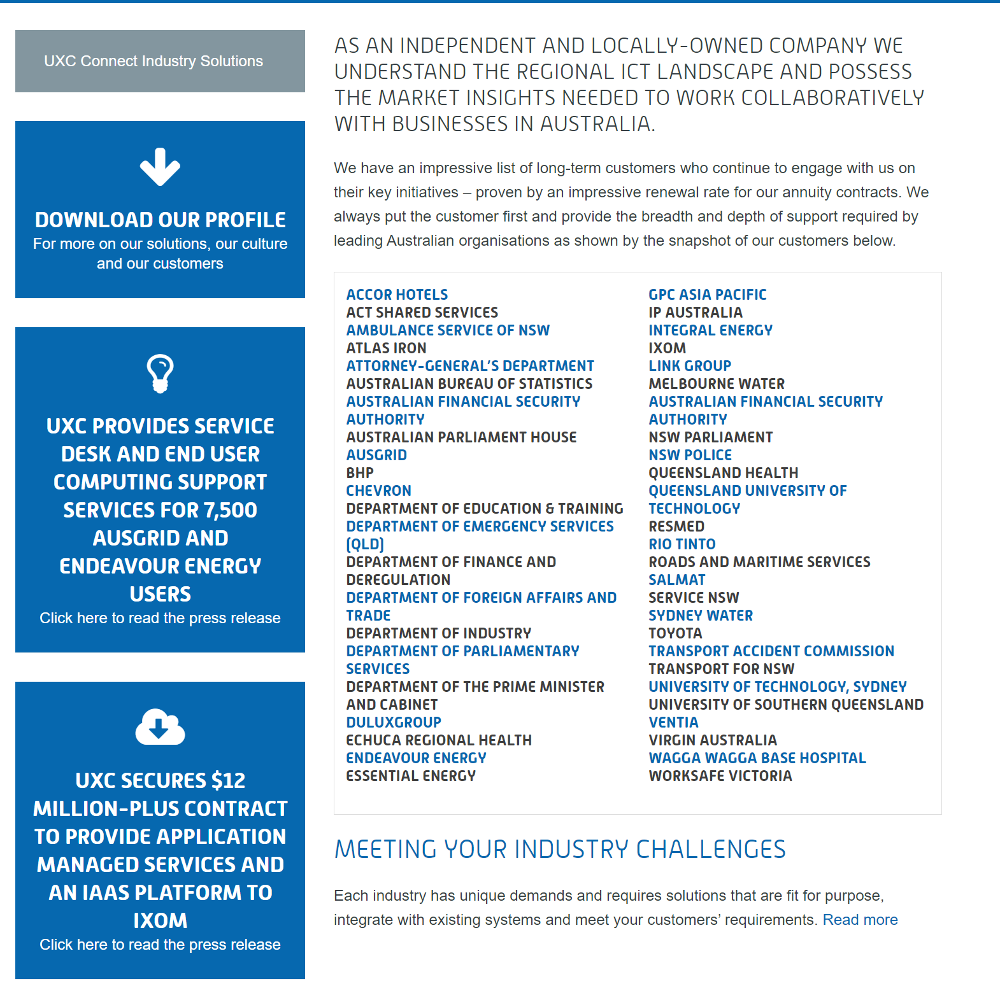 UXC Connect Industry Solutions
DOWNLOAD OUR PROFILE
For more on our solutions, our culture
and our customers
UXC PROVIDES SERVICE
DESK AND END USER
COMPUTING SUPPORT
SERVICES FOR 7,500
AUSGRID AND
ENDEAVOUR ENERGY
USERS
Click here to read the press release
UXC SECURES $12
MILLION-PLUS CONTRACT
TO PROVIDE APPLICATION
MANAGED SERVICES AND
AN IAAS PLATFORM TO
IXOM
Click here to read the press release
AS AN INDEPENDENT AND LOCALLY-OWNED COMPANY WE
UNDERSTAND THE REGIONAL ICT LANDSCAPE AND POSSESS
THE MARKET INSIGHTS NEEDED TO WORK COLLABORATIVELY
WITH BUSINESSES IN AUSTRALIA.
We have an impressive list of long-term customers who continue to engage with us on
their key initiatives – proven by an impressive renewal rate for our annuity contracts. We
always put the customer first and provide the breadth and depth of support required by
leading Australian organisations as shown by the snapshot of our customers below.
ACCOR HOTELS
ACT SHARED SERVICES
AMBULANCE SERVICE OF NSW
ATLAS IRON
ATTORNEY-GENERAL’S DEPARTMENT
AUSTRALIAN BUREAU OF STATISTICS
AUSTRALIAN FINANCIAL SECURITY
AUTHORITY
AUSTRALIAN PARLIAMENT HOUSE
AUSGRID
BHP
CHEVRON
DEPARTMENT OF EDUCATION & TRAINING
DEPARTMENT OF EMERGENCY SERVICES
(QLD)
DEPARTMENT OF FINANCE AND
DEREGULATION
DEPARTMENT OF FOREIGN AFFAIRS AND
TRADE
DEPARTMENT OF INDUSTRY
DEPARTMENT OF PARLIAMENTARY
SERVICES
DEPARTMENT OF THE PRIME MINISTER
AND CABINET
DULUXGROUP
ECHUCA REGIONAL HEALTH
ENDEAVOUR ENERGY
ESSENTIAL ENERGY
GPC ASIA PACIFIC
IP AUSTRALIA
INTEGRAL ENERGY
IXOM
LINK GROUP
MELBOURNE WATER
AUSTRALIAN FINANCIAL SECURITY
AUTHORITY
NSW PARLIAMENT
NSW POLICE
QUEENSLAND HEALTH
QUEENSLAND UNIVERSITY OF
TECHNOLOGY
RESMED
RIO TINTO
ROADS AND MARITIME SERVICES
SALMAT
SERVICE NSW
SYDNEY WATER
TOYOTA
TRANSPORT ACCIDENT COMMISSION
TRANSPORT FOR NSW
UNIVERSITY OF TECHNOLOGY, SYDNEY
UNIVERSITY OF SOUTHERN QUEENSLAND
VENTIA
VIRGIN AUSTRALIA
WAGGA WAGGA BASE HOSPITAL
WORKSAFE VICTORIA
MEETING YOUR INDUSTRY CHALLENGES
Each industry has unique demands and requires solutions that are fit for purpose,
integrate with existing systems and meet your customers’ requirements. Read more